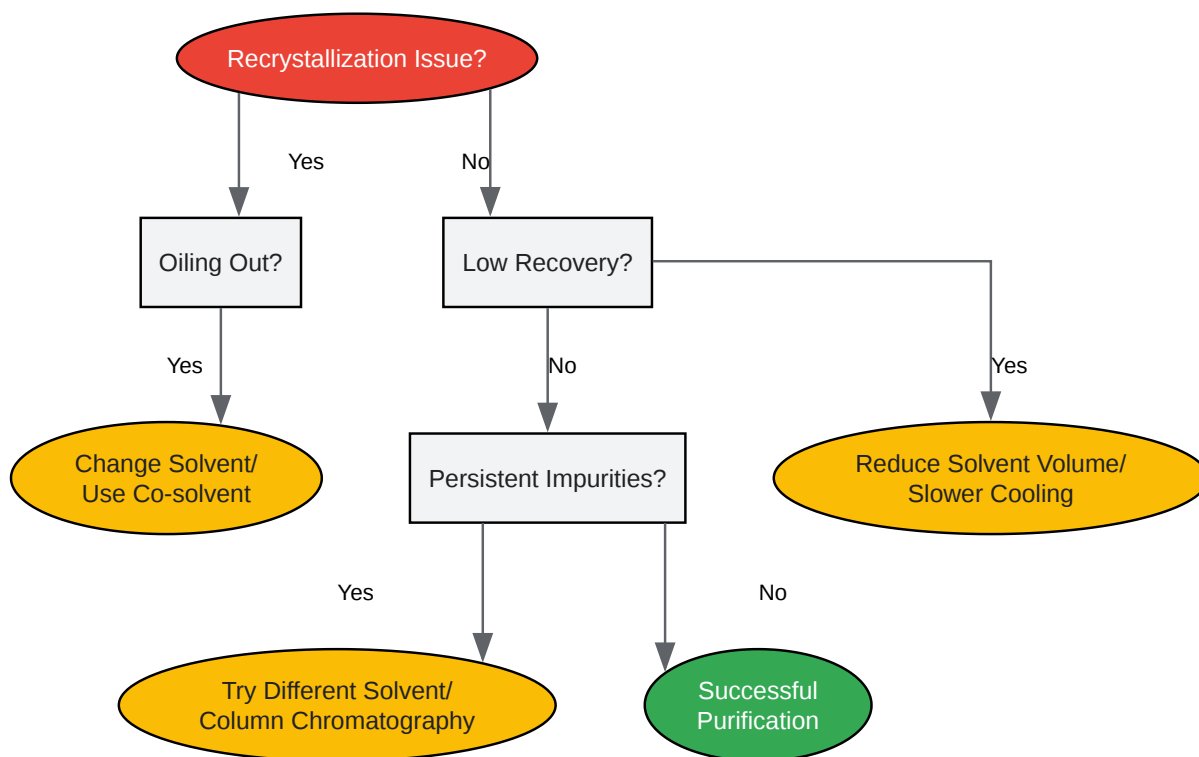 Recrystallization Issue?
Yes
No
Oiling Out?
Low Recovery?
Yes
No
Yes
Change Solvent/
Use Co-solvent
Persistent Impurities?
Reduce Solvent Volume/
Slower Cooling
Yes
No
Try Different Solvent/
Column Chromatography
Successful
Purification